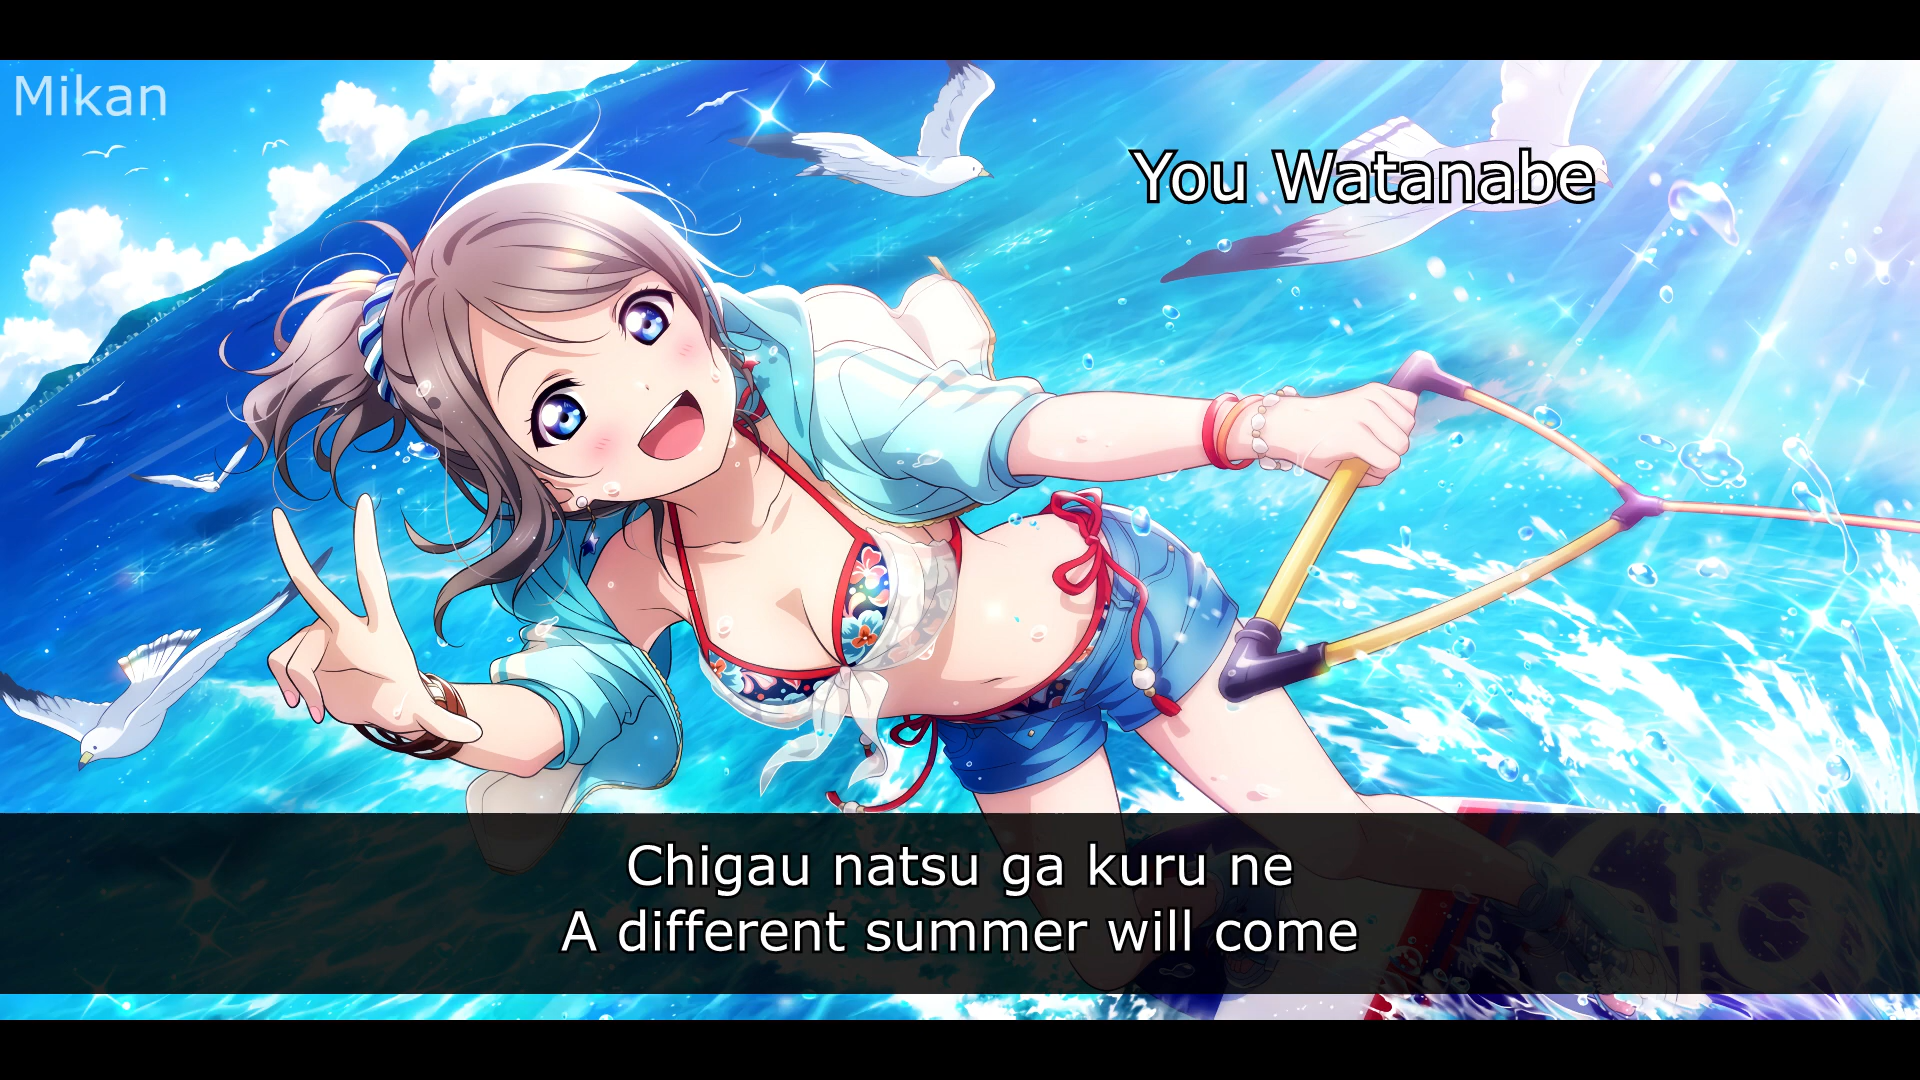 Mikan
You Watanabe
Chigau natsu ga kuru ne
A different summer will come